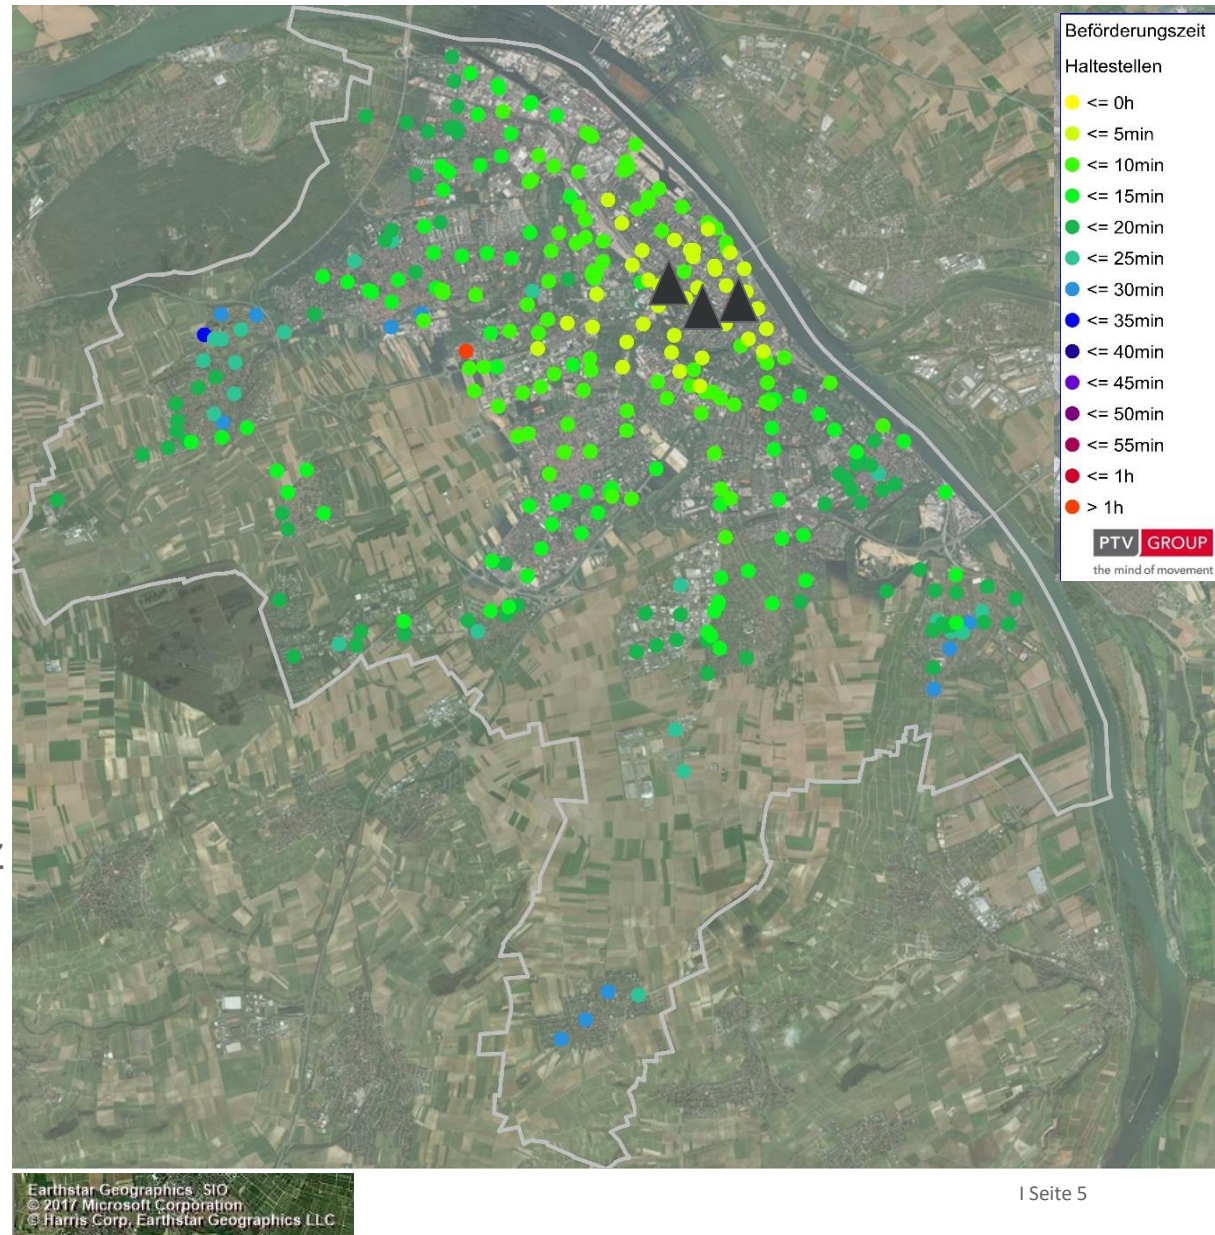 Beförderungszeit
Haltestellen
<= 0h
<= 5min
<= 10min
<= 15min
<= 20min
<= 25min
<= 30min
<= 35min
<= 40min
<= 45min
<= 50min
<= 55min
<= 1h
> 1h
PTV GROUP
the mind of movement
Earthstar Geographics SIO
© 2017 Microsoft Corporation
© Harris Corp, Earthstar Geographics LLC
I Seite 5